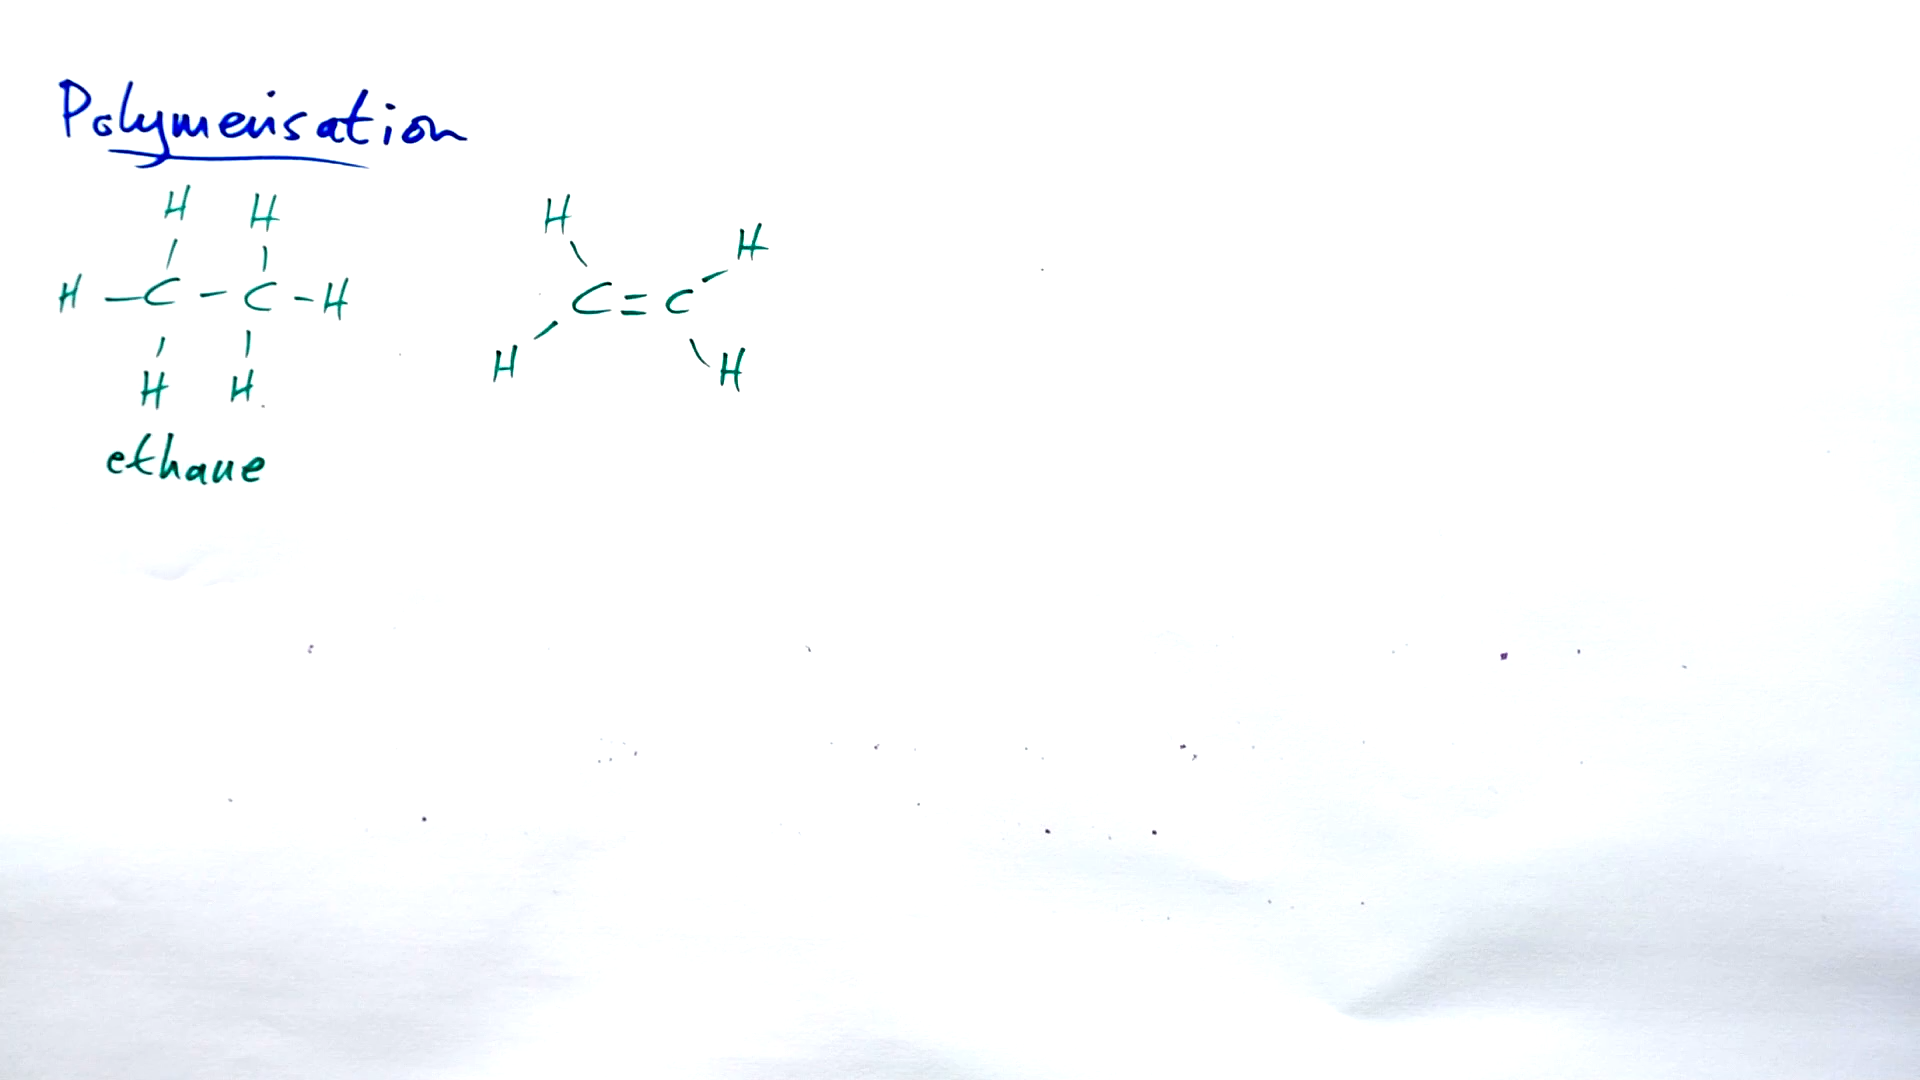 Polymerisation
H H
H
H
H - C - C - H
C = C
H H
H
H
ethane